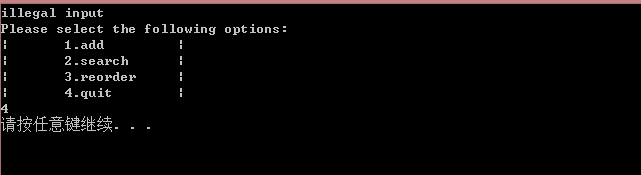 illegal input
Please select the following options:
¦ 1.add ¦
¦ 2.search ¦
¦ 3.reorder ¦
¦ 4.quit ¦
4
请按任意键继续. . .